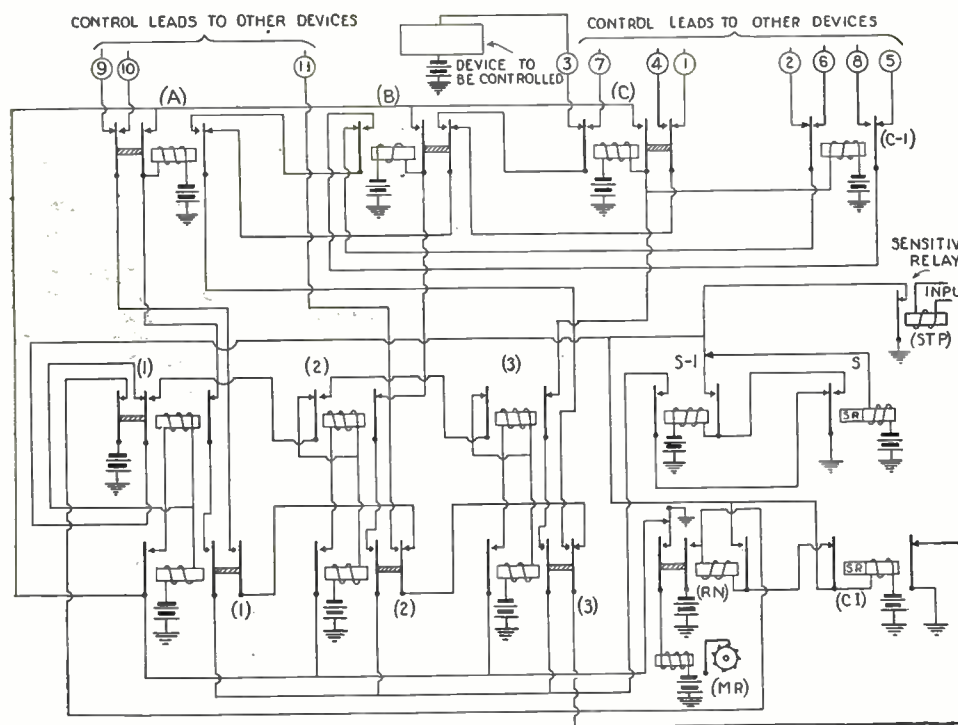 CONTROL LEADS TO OTHER DEVICES
CONTROL LEADS TO OTHER DEVICES
DEVICE TO
BE CONTROLLED
9 10 11 3 7 4 1 2 6 8 5
(A) (B) (C) (C-1)
SENSITIV
RELAY
INPU
(STP)
(1) (2) (3) S-1 S
SR
SR
(1) (2) (3) (RN) (CI)
(MR)